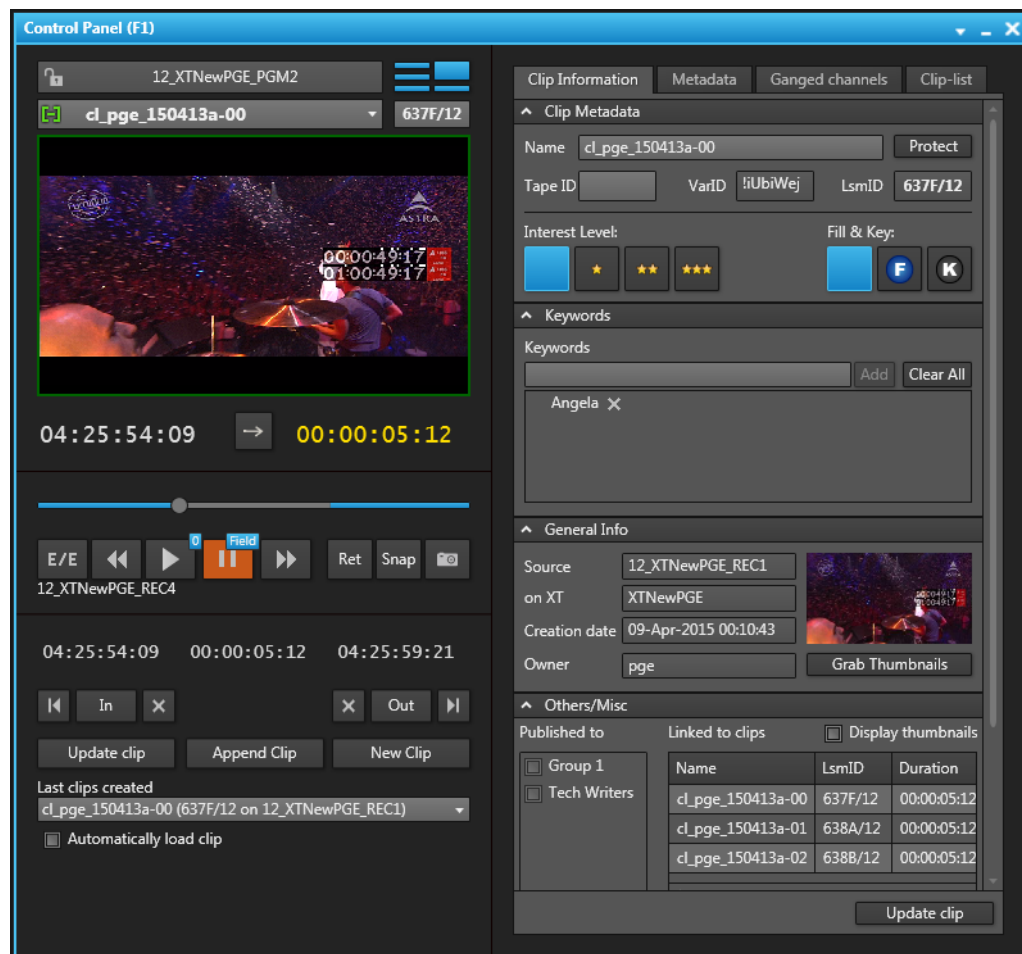 Control Panel (F1)
12_XTNewPGE_PGM2
cl_pge_150413a-00
637F/12
ASTRA
00:00:49:17
01:00:49:17
04:25:54:09
00:00:05:12
0
Field
E/E
Ret
Snap
12_XTNewPGE_REC4
04:25:54:09 00:00:05:12 04:25:59:21
In
Out
Update clip
Append Clip
New Clip
Last clips created
cl_pge_150413a-00 (637F/12 on 12_XTNewPGE_REC1)
Automatically load clip
Clip Information
Metadata
Ganged channels
Clip-list
Clip Metadata
Name cl_pge_150413a-00 Protect
Tape ID VarID !iUbiWej LsmID 637F/12
Interest Level: Fill & Key:
F K
Keywords
Keywords
Add Clear All
Angela
General Info
Source 12_XTNewPGE_REC1
on XT XTNewPGE
Creation date 09-Apr-2015 00:10:43
Owner pge
Grab Thumbnails
Others/Misc
Published to Linked to clips Display thumbnails
Group 1
Tech Writers
Name LsmID Duration
cl_pge_150413a-00 637F/12 00:00:05:12
cl_pge_150413a-01 638A/12 00:00:05:12
cl_pge_150413a-02 638B/12 00:00:05:12
Update clip